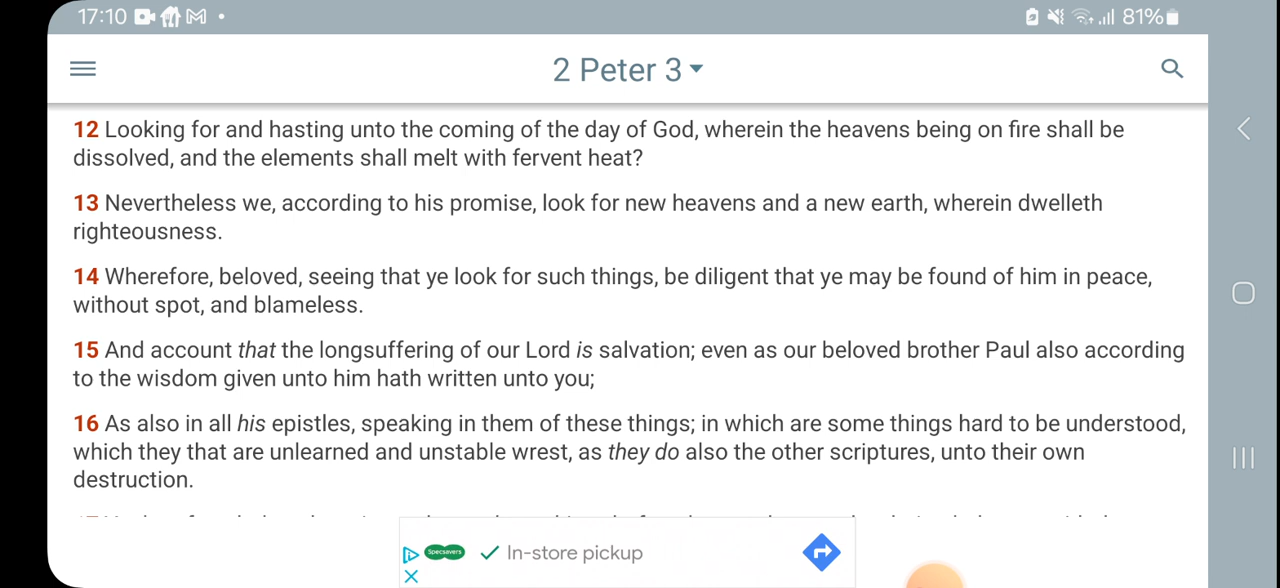 17:10
81%
2 Peter 3
12 Looking for and hasting unto the coming of the day of God, wherein the heavens being on fire shall be
dissolved, and the elements shall melt with fervent heat?
13 Nevertheless we, according to his promise, look for new heavens and a new earth, wherein dwelleth
righteousness.
14 Wherefore, beloved, seeing that ye look for such things, be diligent that ye may be found of him in peace,
without spot, and blameless.
15 And account that the longsuffering of our Lord is salvation; even as our beloved brother Paul also according
to the wisdom given unto him hath written unto you;
16 As also in all his epistles, speaking in them of these things; in which are some things hard to be understood,
which they that are unlearned and unstable wrest, as they do also the other scriptures, unto their own
destruction.
Specsavers In-store pickup